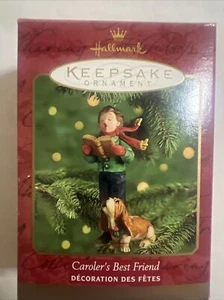 Hallmark
KEEPSAKE
ORNAMENT
Caroler's Best Friend
DÉCORATION DES FÊTES